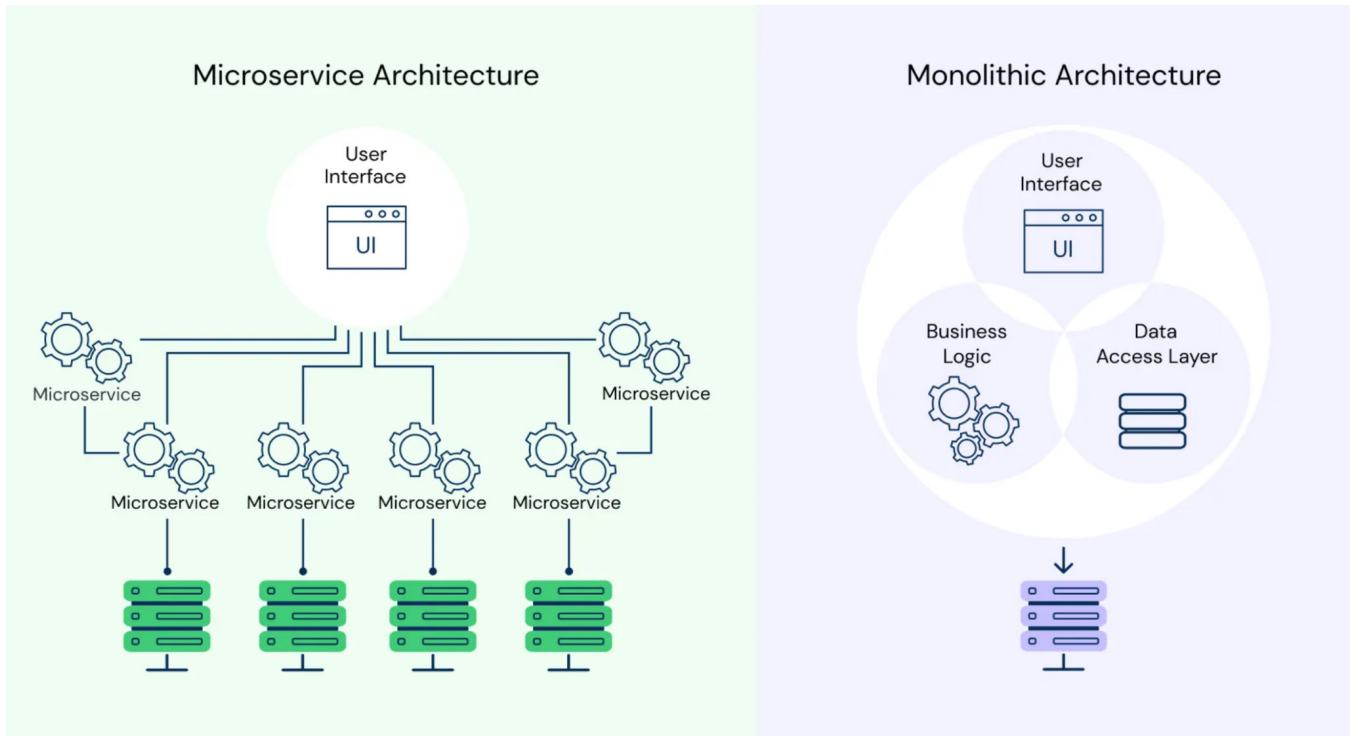 Microservice Architecture
User
Interface
UI
Microservice
Microservice
Microservice
Microservice
Microservice
Microservice
Monolithic Architecture
User
Interface
UI
Business
Logic
Data
Access Layer